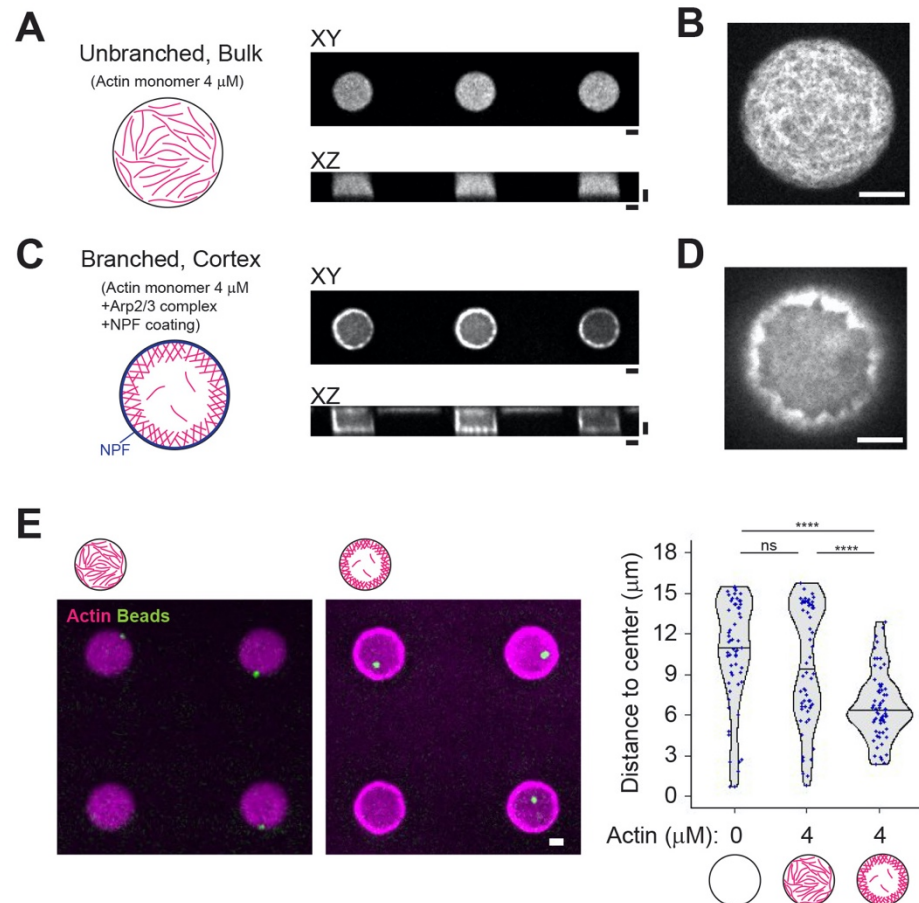 A
Unbranched, Bulk
(Actin monomer 4 μM)
XY
XZ
B
C
Branched, Cortex
(Actin monomer 4 μM
+Arp2/3 complex
+NPF coating)
NPF
XY
XZ
D
E
Actin Beads
****
ns ****
Distance to center (μm)
18
15
12
9
6
3
0
Actin (μM): 0 4 4